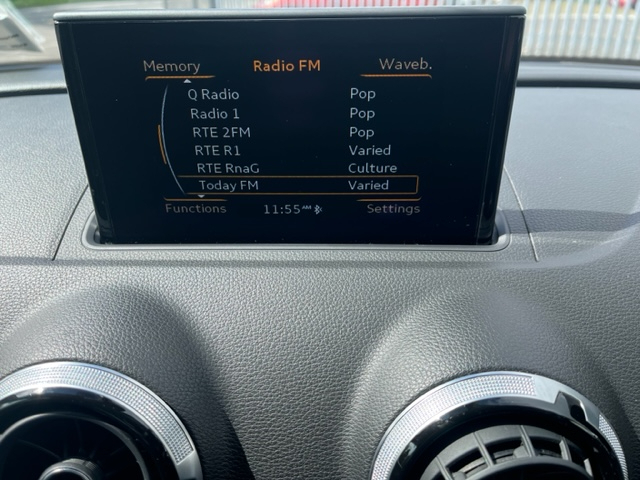 Memory Radio FM Waveb.
Q Radio Pop
Radio 1 Pop
RTE 2FM Pop
RTE R1 Varied
RTE RnaG Culture
Today FM Varied
Functions 11:55 AM Settings